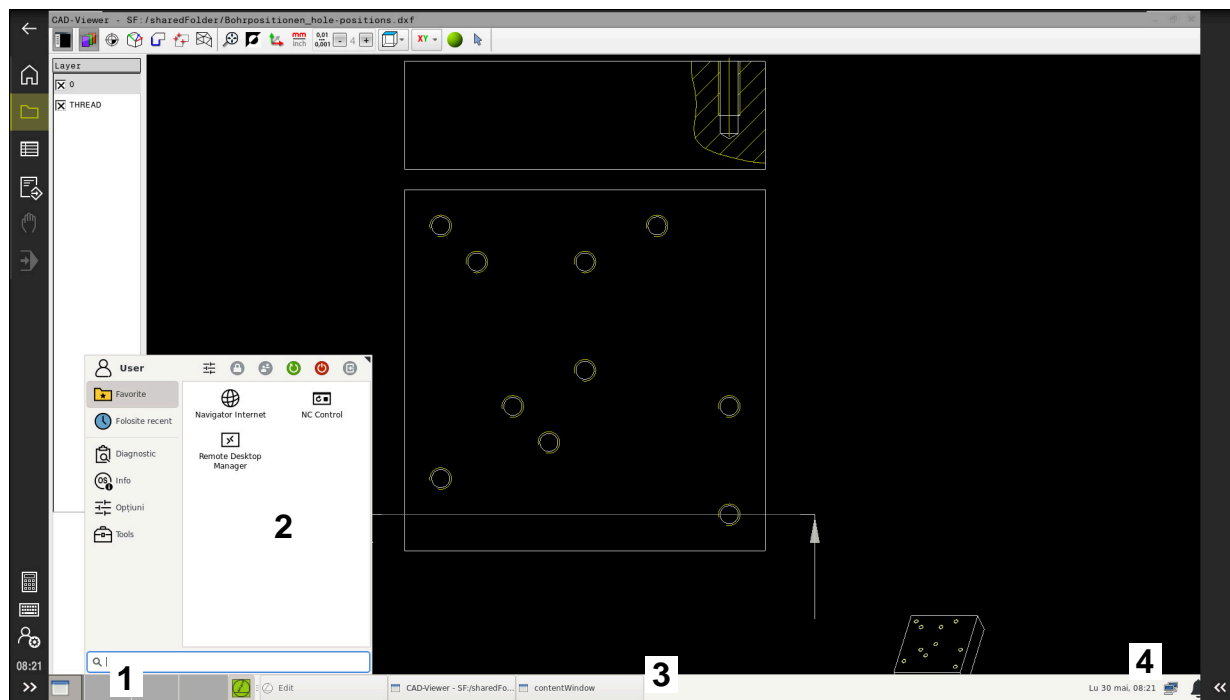 CAD-Viewer - SF:/sharedFolder/Bohrpositionen_hole-positions.dxf
mm
inch
0,01
0,001
4
XY
Layer
0
THREAD
User
Favorite
Folosite recent
Diagnostic
Info
Opțiuni
Tools
Navigator Internet
NC Control
Remote Desktop
Manager
OS
2
1
3
4
08:21
Edit
CAD-Viewer - SF:/sharedFo...
contentWindow
Lu 30 mai, 08:21